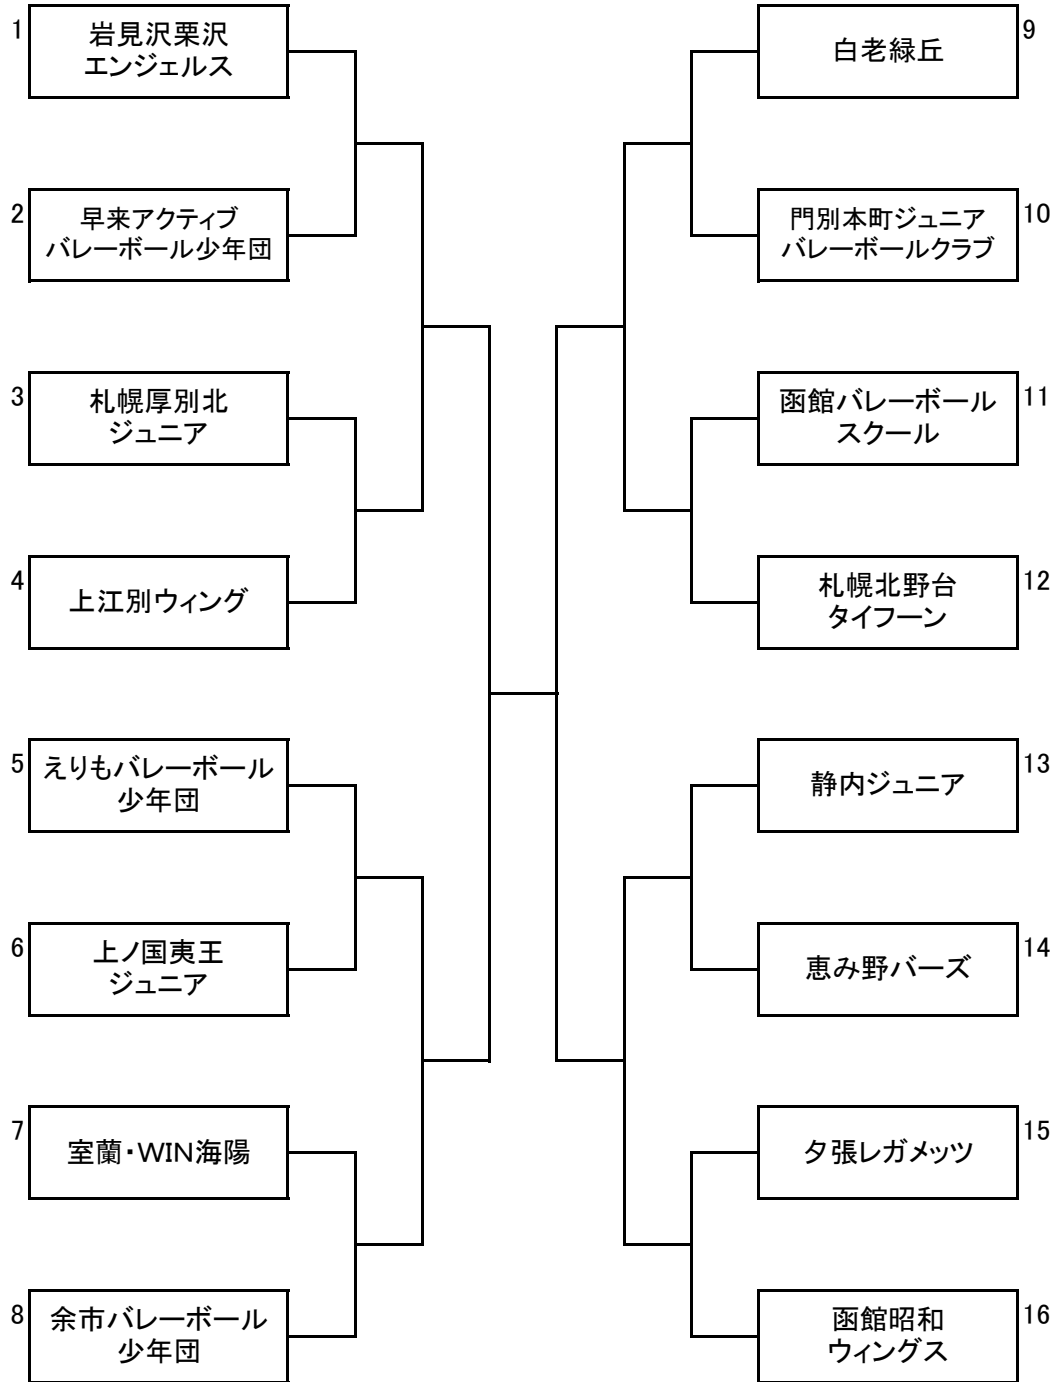 1
岩見沢栗沢
エンジェルス
2
早来アクティブ
バレーボール少年団
3
札幌厚別北
ジュニア
4
上江別ウィング
5
えりもバレーボール
少年団
6
上ノ国夷王
ジュニア
7
室蘭・WIN海陽
8
余市バレーボール
少年団
9
白老緑丘
10
門別本町ジュニア
バレーボールクラブ
11
函館バレーボール
スクール
12
札幌北野台
タイフーン
13
静内ジュニア
14
恵み野バーズ
15
夕張レガメッツ
16
函館昭和
ウィングス